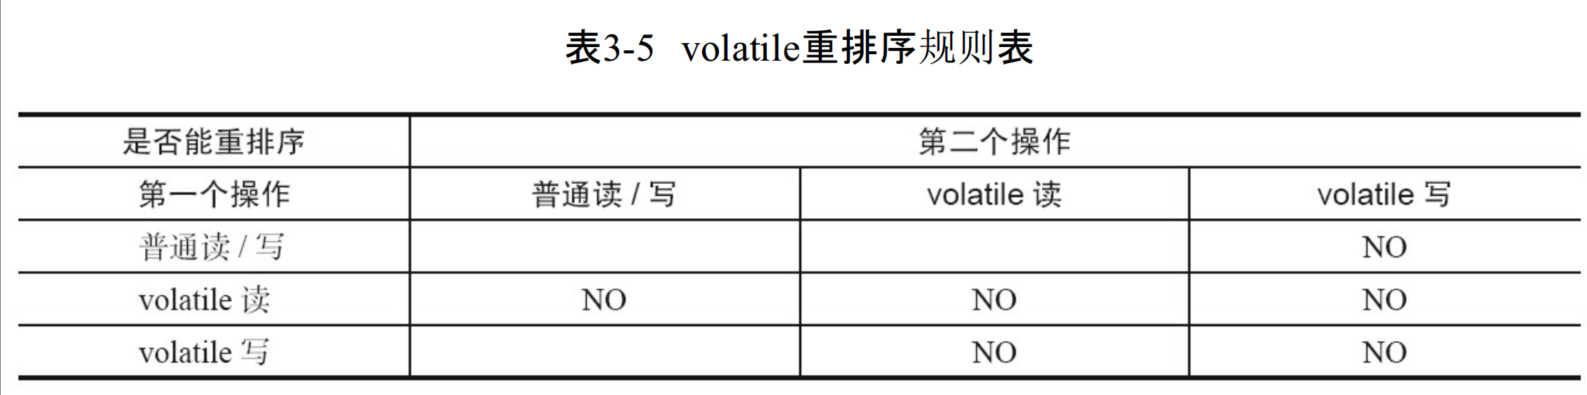 表3-5 volatile重排序规则表
是否能重排序 第二个操作
第一个操作 普通读 / 写 volatile 读 volatile 写
普通读 / 写 NO
volatile 读 NO NO NO
volatile 写 NO NO